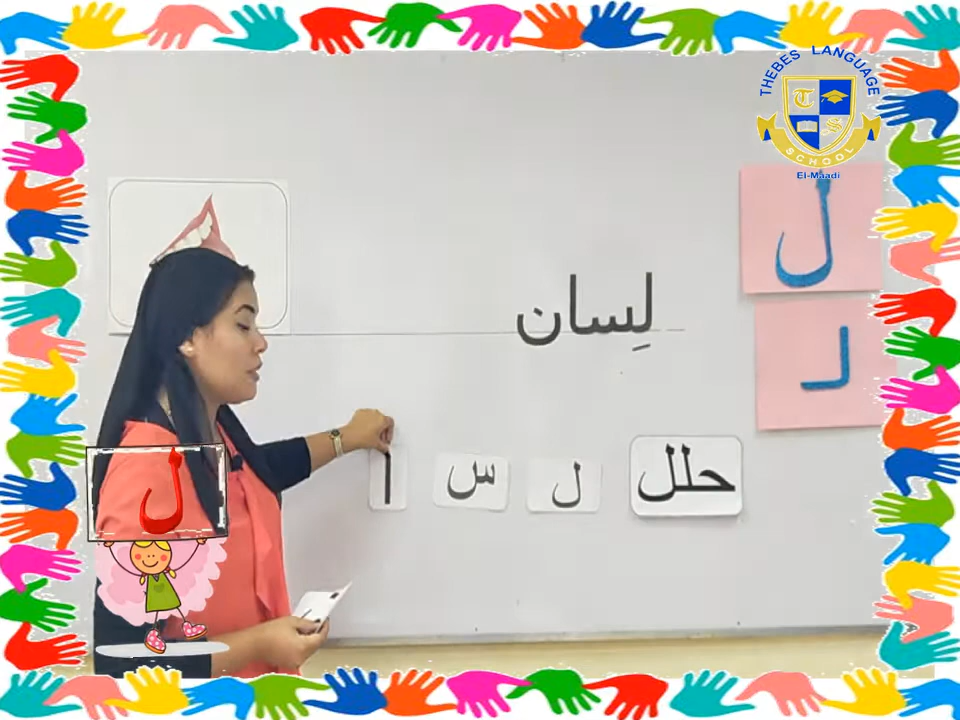 THEBES LANGUAGE
SCHOOL
El-Maadi
ل
لـ
لِسان
حلل
ل
س
ا
ل